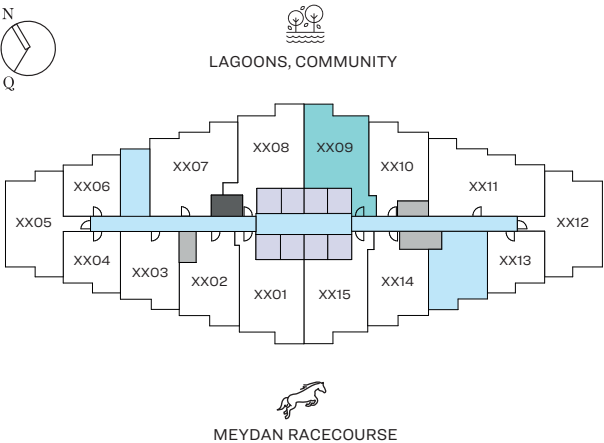 N
Q
LAGOONS, COMMUNITY
XX08
XX09
XX07
XX10
XX06
XX11
XX05
XX12
XX04
XX03
XX02
XX01
XX15
XX14
XX13
MEYDAN RACECOURSE